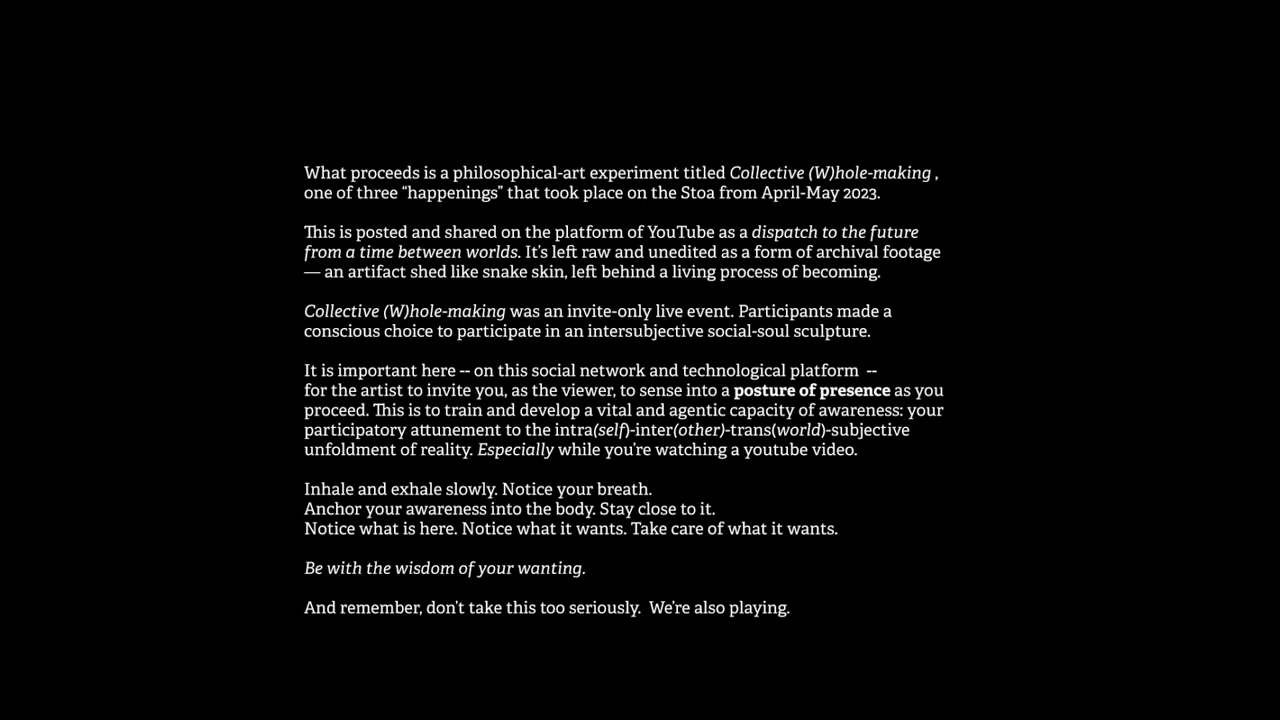 What proceeds is a philosophical-art experiment titled Collective (W)hole-making ,
one of three “happenings” that took place on the Stoa from April-May 2023.
This is posted and shared on the platform of YouTube as a dispatch to the future
from a time between worlds. It’s left raw and unedited as a form of archival footage
— an artifact shed like snake skin, left behind a living process of becoming.
Collective (W)hole-making was an invite-only live event. Participants made a
conscious choice to participate in an intersubjective social-soul sculpture.
It is important here -- on this social network and technological platform --
for the artist to invite you, as the viewer, to sense into a posture of presence as you
proceed. This is to train and develop a vital and agentic capacity of awareness: your
participatory attunement to the intra(self)-inter(other)-trans(world)-subjective
unfoldment of reality. Especially while you’re watching a youtube video.
Inhale and exhale slowly. Notice your breath.
Anchor your awareness into the body. Stay close to it.
Notice what is here. Notice what it wants. Take care of what it wants.
Be with the wisdom of your wanting.
And remember, don’t take this too seriously. We’re also playing.